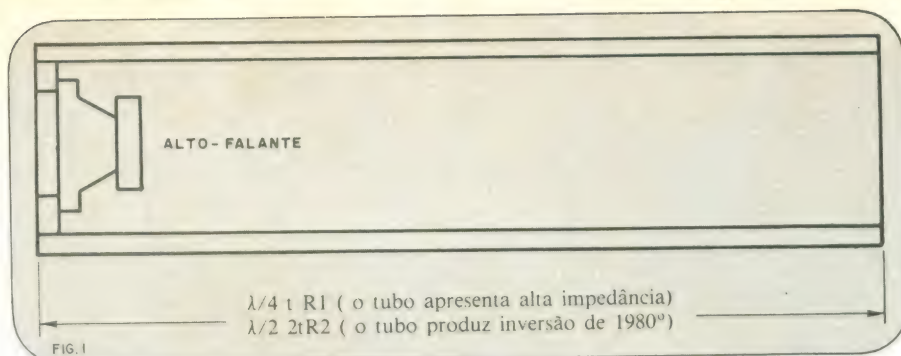 ALTO-FALANTE
λ/4 t R1 ( o tubo apresenta alta impedância)
λ/2 2tR2 ( o tubo produz inversão de 1980º)
FIG.1